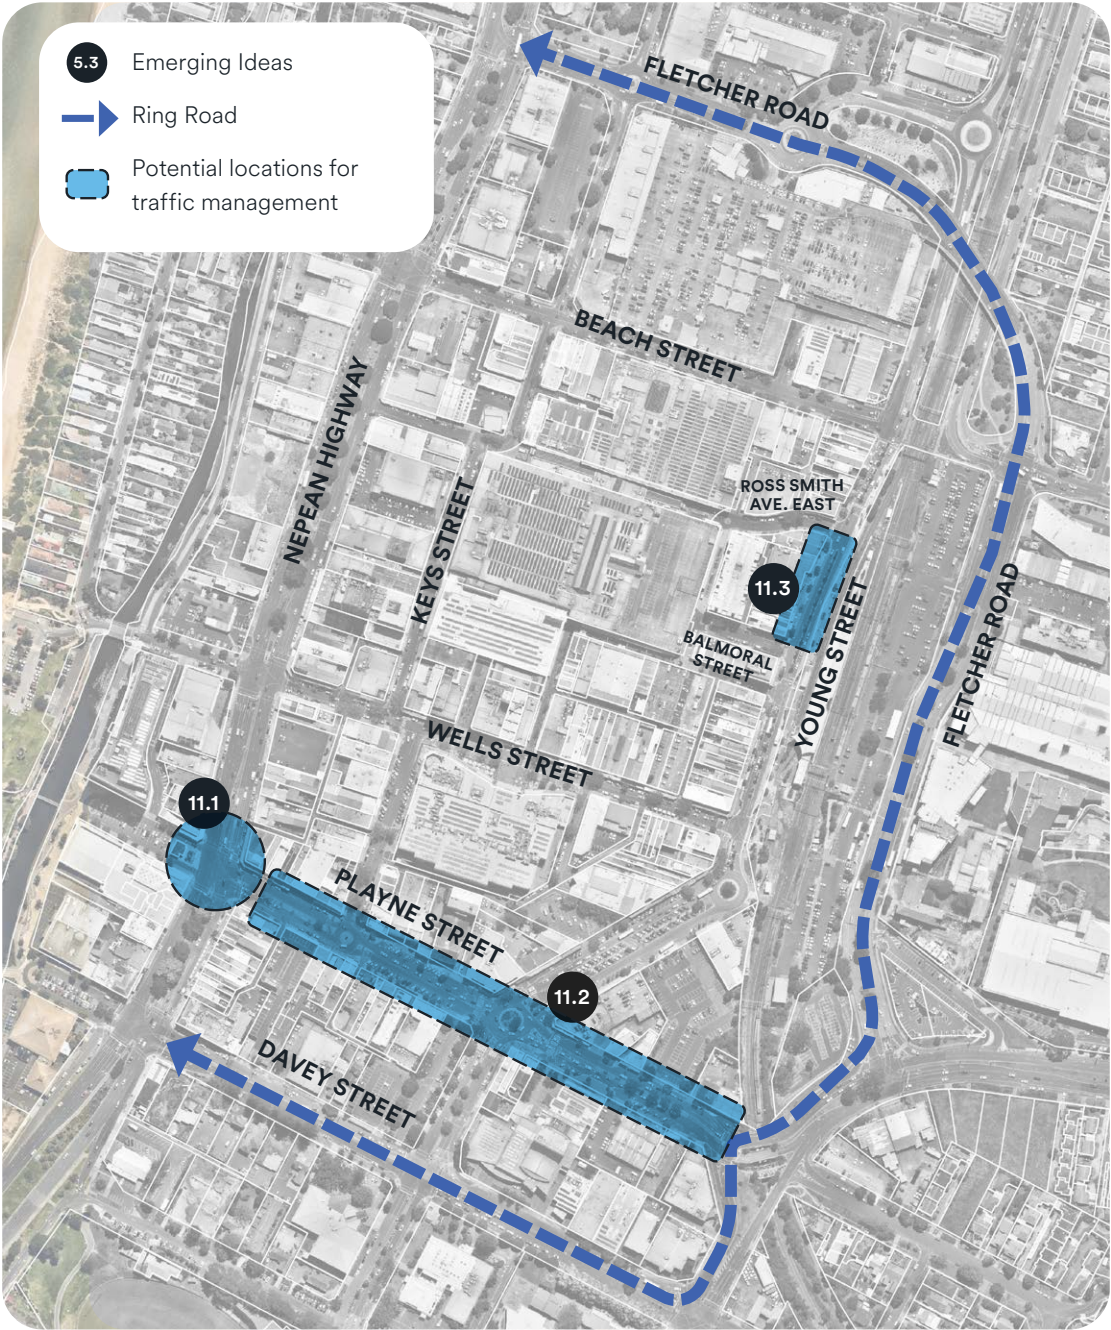 5.3 Emerging Ideas
Ring Road
Potential locations for
traffic management
FLETCHER ROAD
BEACH STREET
NEPEAN HIGHWAY
KEYS STREET
ROSS SMITH
AVE. EAST
11.3
BALMORAL
STREET
YOUNG STREET
FLETCHER ROAD
WELLS STREET
11.1
PLAYNE STREET
11.2
DAVEY STREET